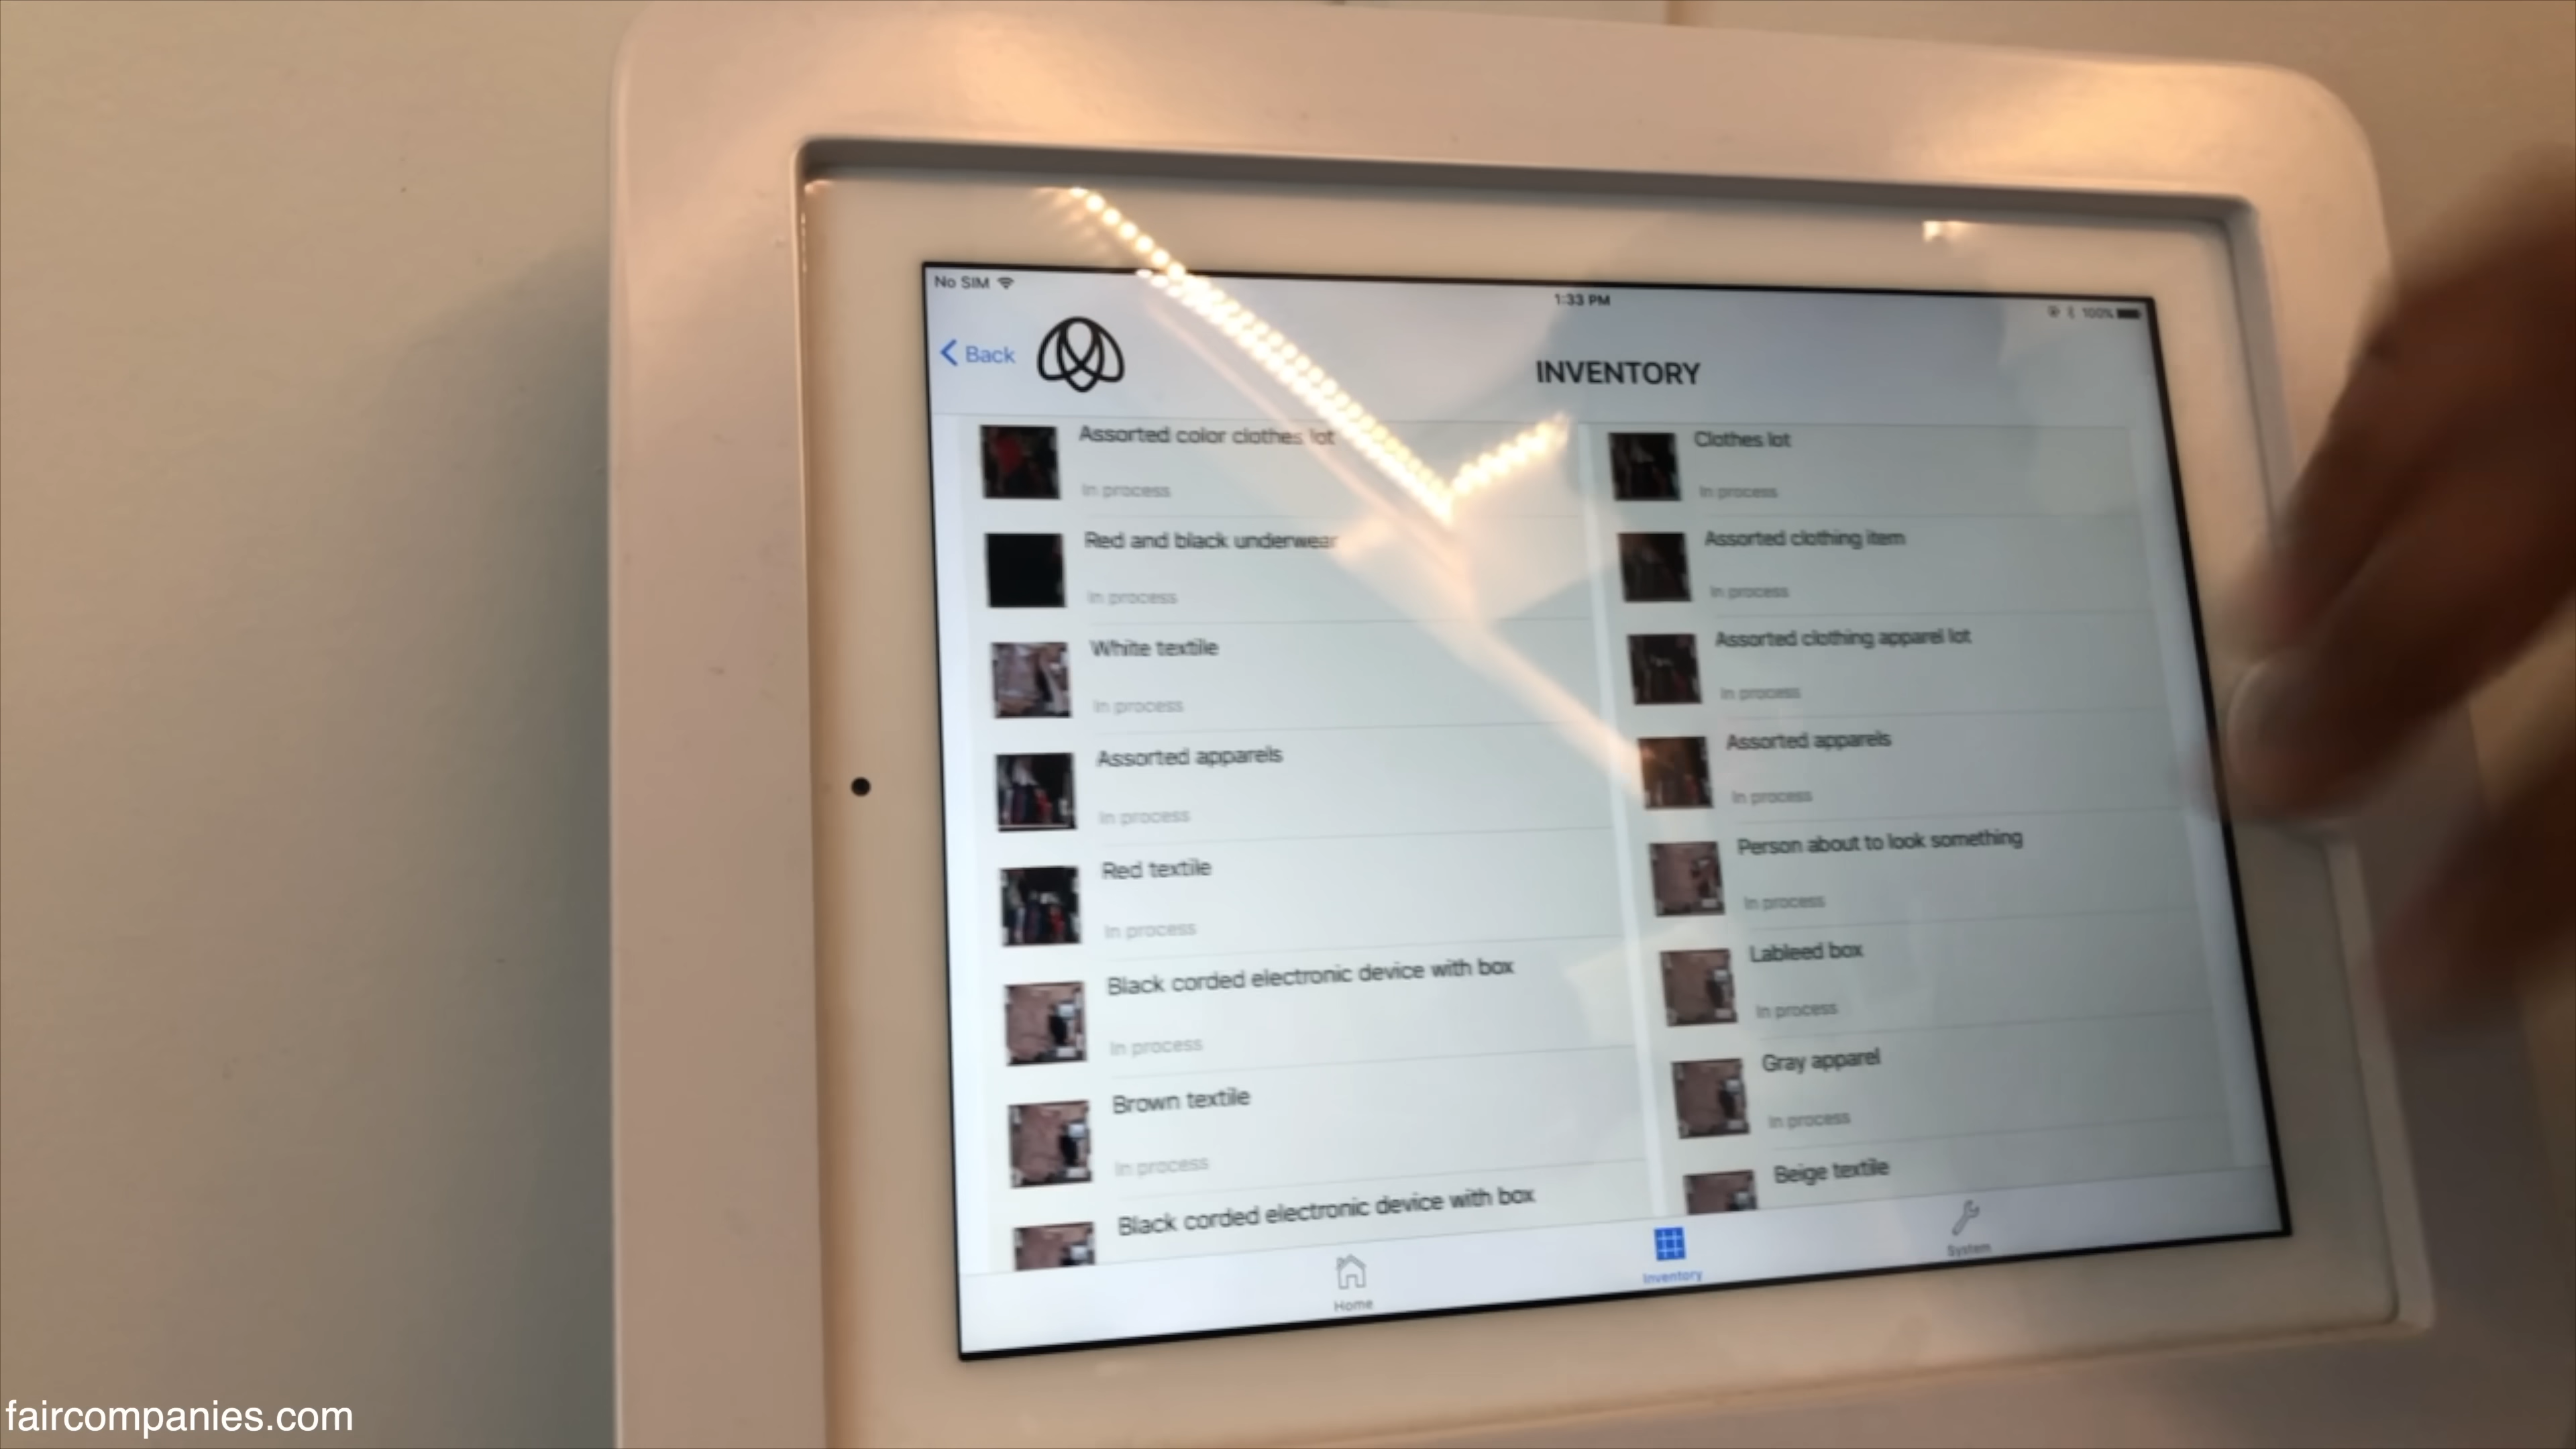 No SIM
1:33 PM
100%
Back
INVENTORY
Assorted color clothes lot
In process
Red and black underwear
In process
White textile
In process
Assorted apparels
In process
Red textile
In process
Black corded electronic device with box
In process
Brown textile
In process
Black corded electronic device with box
Clothes lot
In process
Assorted clothing item
In process
Assorted clothing apparel lot
In process
Assorted apparels
In process
Person about to look something
In process
Lableed box
In process
Gray apparel
In process
Beige textile
Home
Inventory
System
faircompanies.com